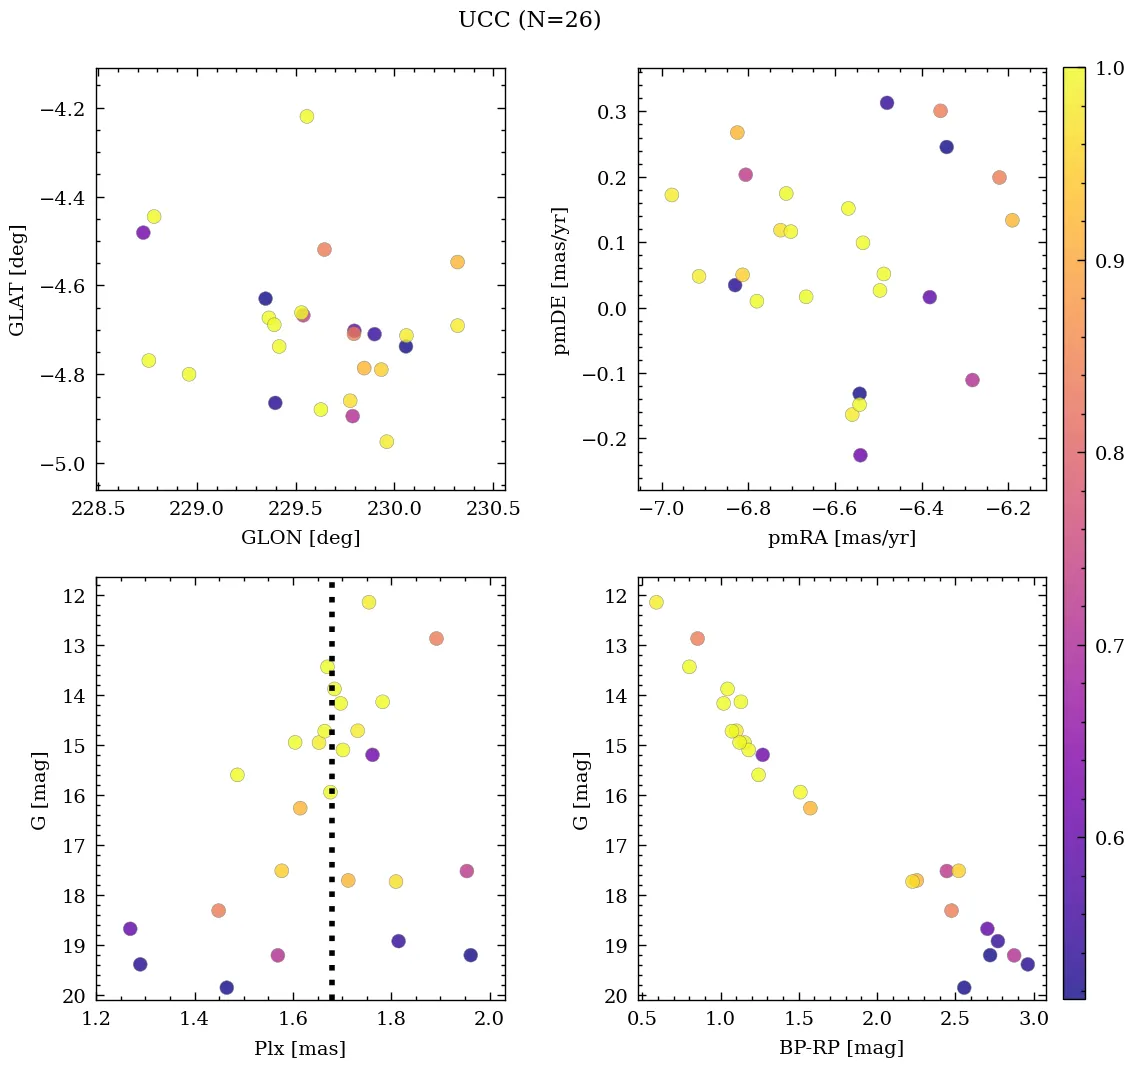 UCC (N=26)
−4.2
−4.4
−4.6
−4.8
−5.0
GLAT [deg]
228.5 229.0 229.5 230.0 230.5
GLON [deg]
0.3
0.2
0.1
0.0
−0.1
−0.2
pmDE [mas/yr]
−7.0 −6.8 −6.6 −6.4 −6.2
pmRA [mas/yr]
1.0
0.9
0.8
0.7
0.6
12
13
14
15
16
17
18
19
20
G [mag]
1.2 1.4 1.6 1.8 2.0
Plx [mas]
12
13
14
15
16
17
18
19
20
G [mag]
0.5 1.0 1.5 2.0 2.5 3.0
BP-RP [mag]